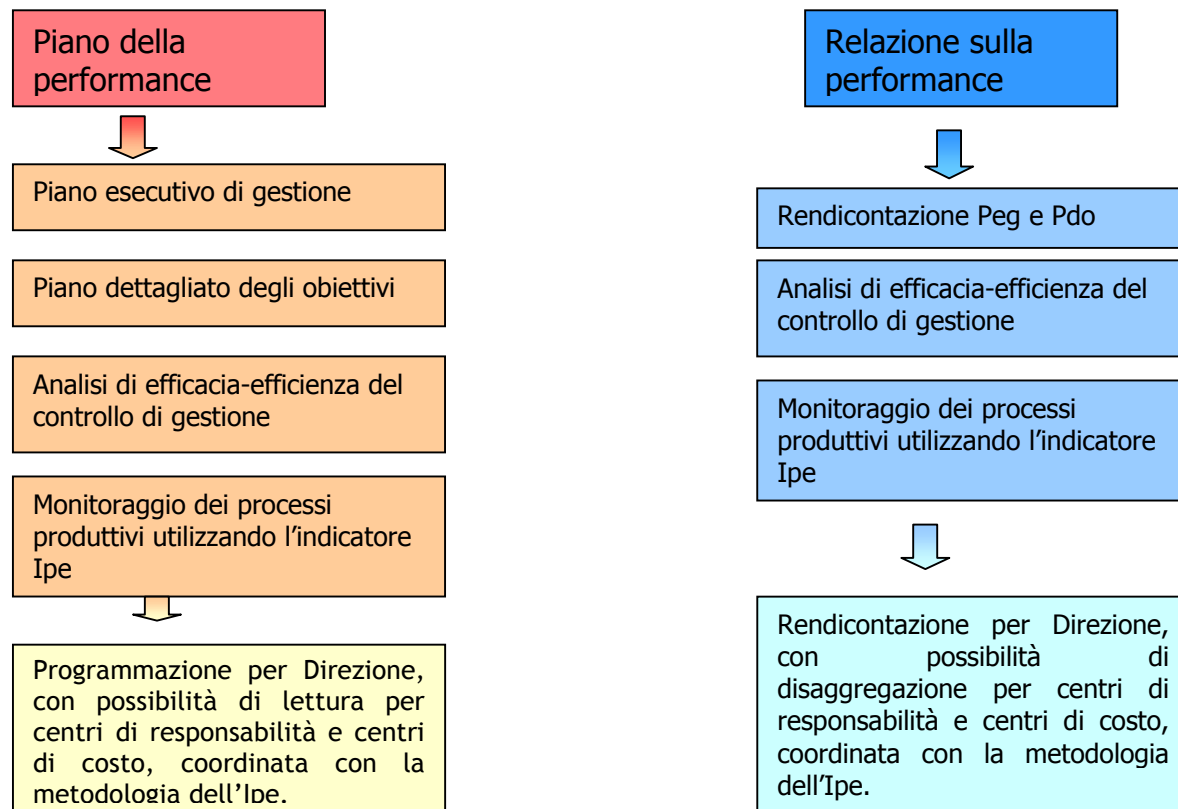 Piano della
performance
Piano esecutivo di gestione
Piano dettagliato degli obiettivi
Analisi di efficacia-efficienza del
controllo di gestione
Monitoraggio dei processi
produttivi utilizzando l’indicatore
Ipe
Programmazione per Direzione,
con possibilità di lettura per
centri di responsabilità e centri
di costo, coordinata con la
metodologia dell’Ipe.
Relazione sulla
performance
Rendicontazione Peg e Pdo
Analisi di efficacia-efficienza del
controllo di gestione
Monitoraggio dei processi
produttivi utilizzando l’indicatore
Ipe
Rendicontazione per Direzione,
con possibilità di
disaggregazione per centri di
responsabilità e centri di costo,
coordinata con la metodologia
dell’Ipe.